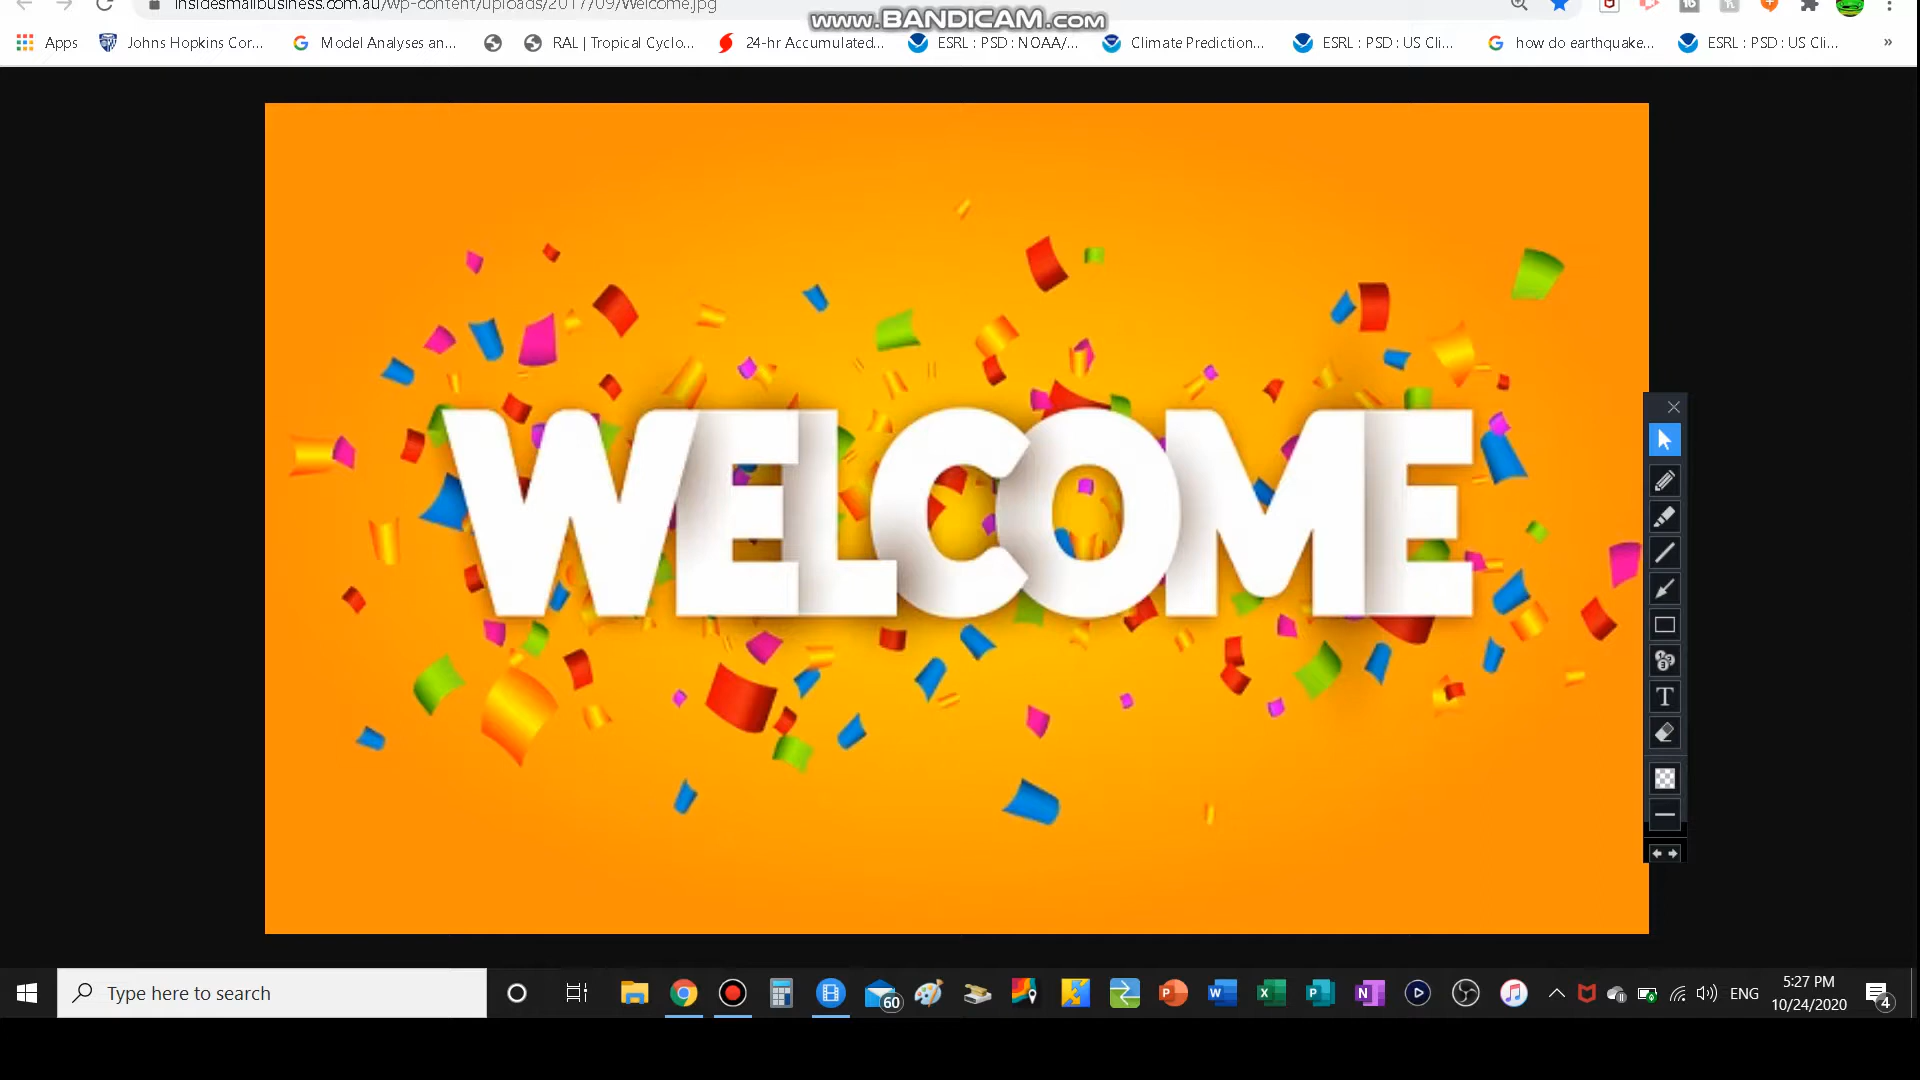 insidesmallbusiness.com.au/wp-content/uploads/2017/09/Welcome.jpg
www.BANDICAM.com
Apps Johns Hopkins Cor... Model Analyses an... RAL | Tropical Cyclo... 24-hr Accumulated... ESRL : PSD : NOAA/... Climate Prediction... ESRL : PSD : US Cli... how do earthquake... ESRL : PSD : US Cli... »
WELCOME
T
Type here to search
60
ENG
5:27 PM
10/24/2020
4